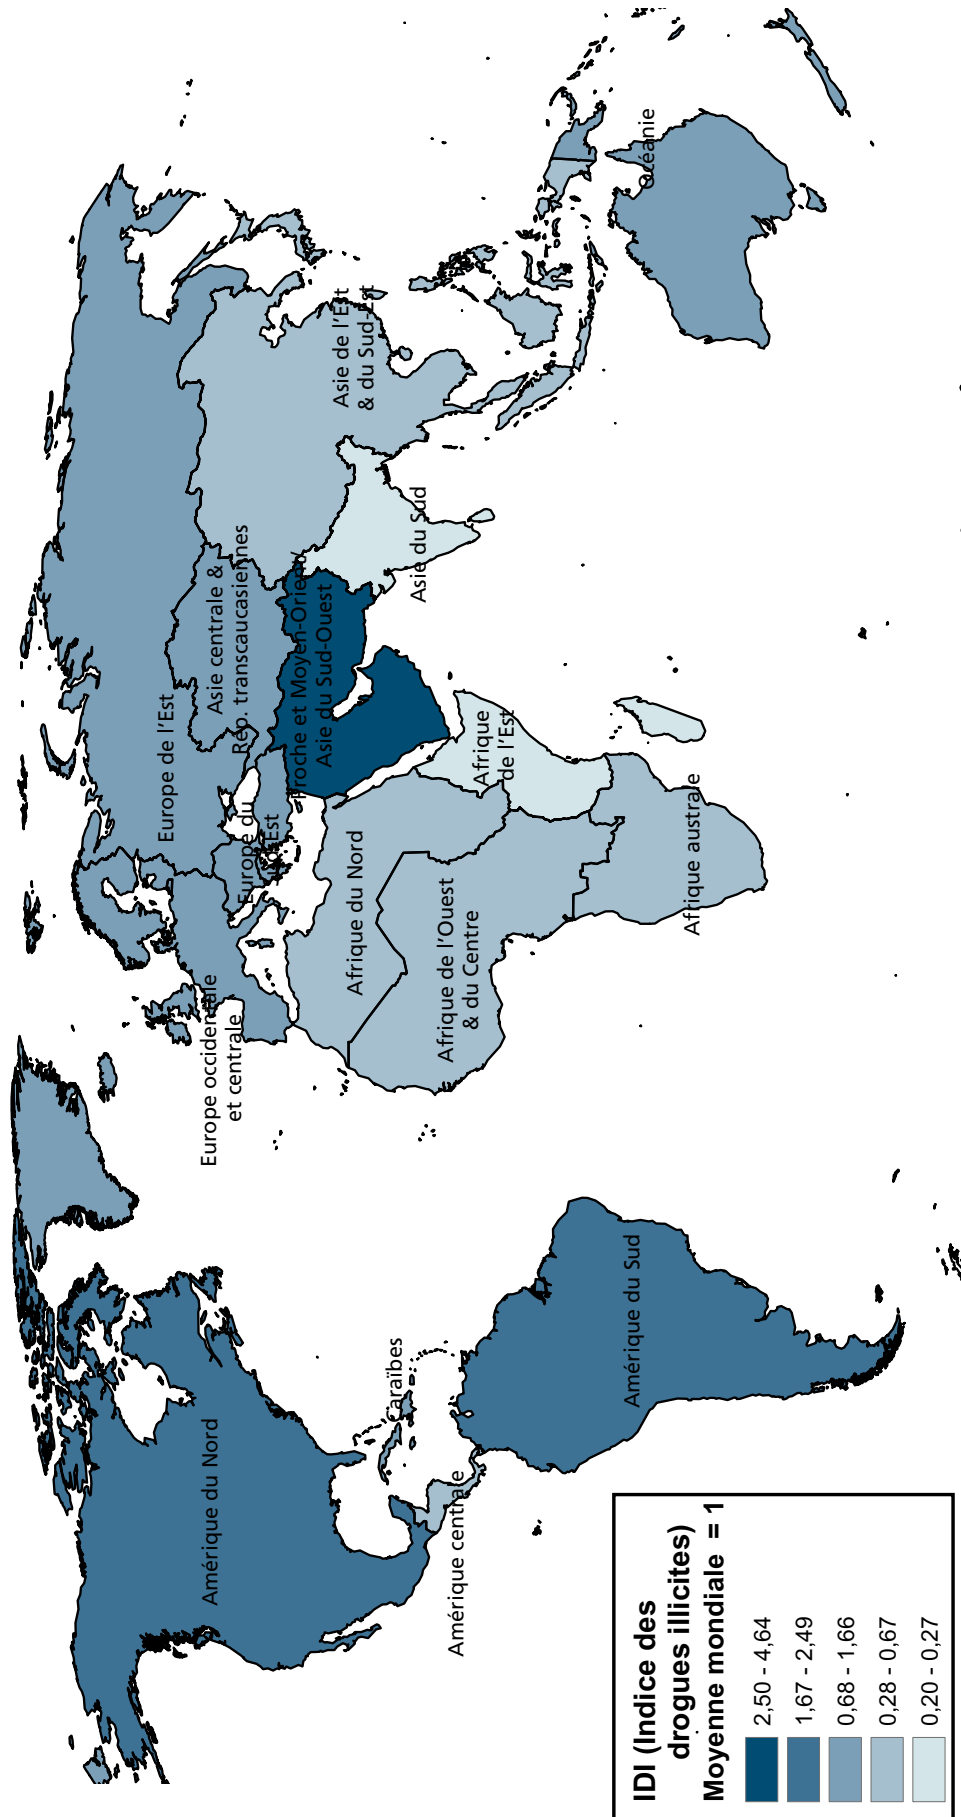 Amérique du Nord
Amérique centrale
Caraïbes
Amérique du Sud
Europe occidentale
et centrale
Europe de l’Est
Europe du
Sud-Est
Asie centrale &
Rép. transcaucasiennes
Proche et Moyen-Orient/
Asie du Sud-Ouest
Asie de l’Est
& du Sud-Est
Asie du Sud
Afrique du Nord
Afrique de l’Ouest
& du Centre
Afrique
de l’Est
Afrique australe
Océanie
IDI (Indice des
drogues illicites)
Moyenne mondiale = 1
2,50 - 4,64
1,67 - 2,49
0,68 - 1,66
0,28 - 0,67
0,20 - 0,27